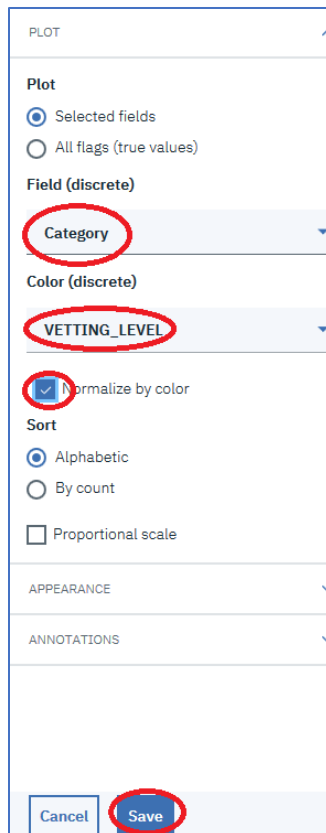 PLOT
Plot
Selected fields
All flags (true values)
Field (discrete)
Category
Color (discrete)
VETTING_LEVEL
Normalize by color
Sort
Alphabetic
By count
Proportional scale
APPEARANCE
ANNOTATIONS
Cancel Save